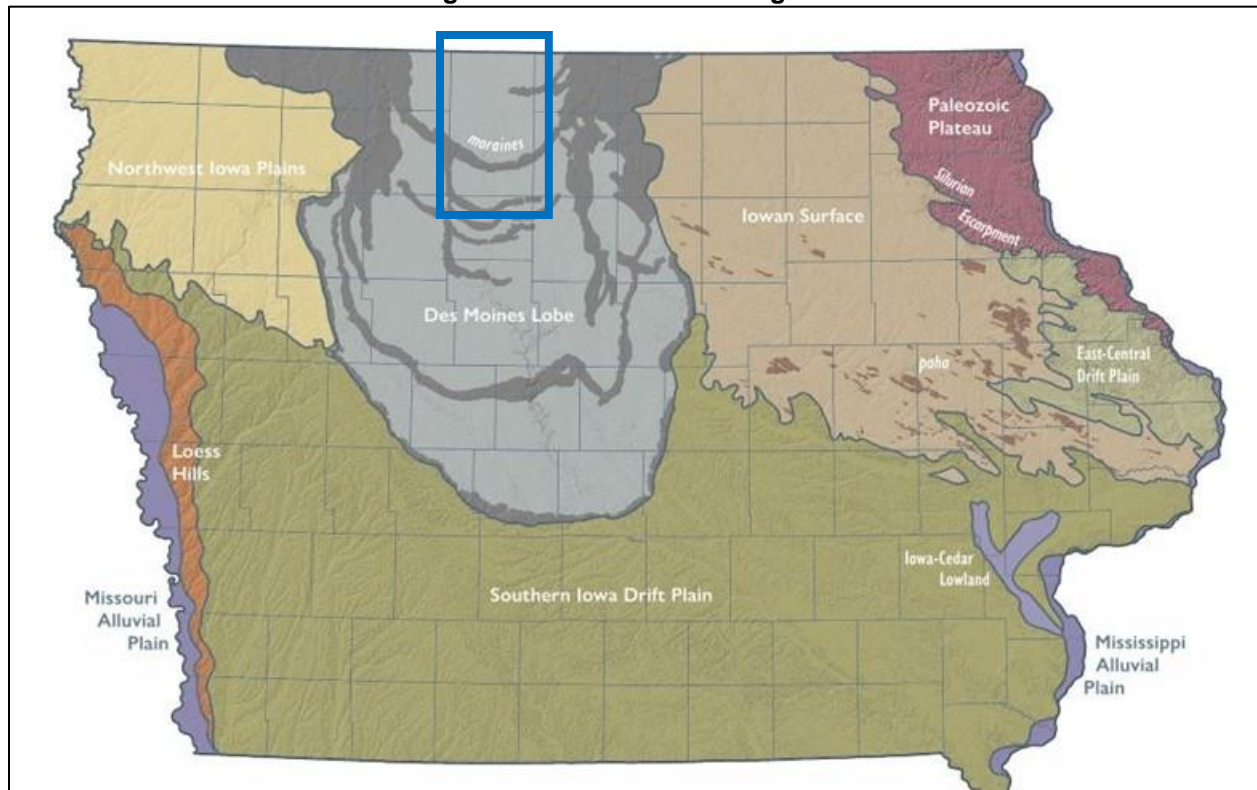 Paleozoic
Plateau
moraines
Northwest Iowa Plains
Silurian
Escarpment
Iowan Surface
Des Moines Lobe
paha
East-Central
Drift Plain
Loess
Hills
Iowa-Cedar
Lowland
Southern Iowa Drift Plain
Missouri
Alluvial
Plain
Mississippi
Alluvial
Plain